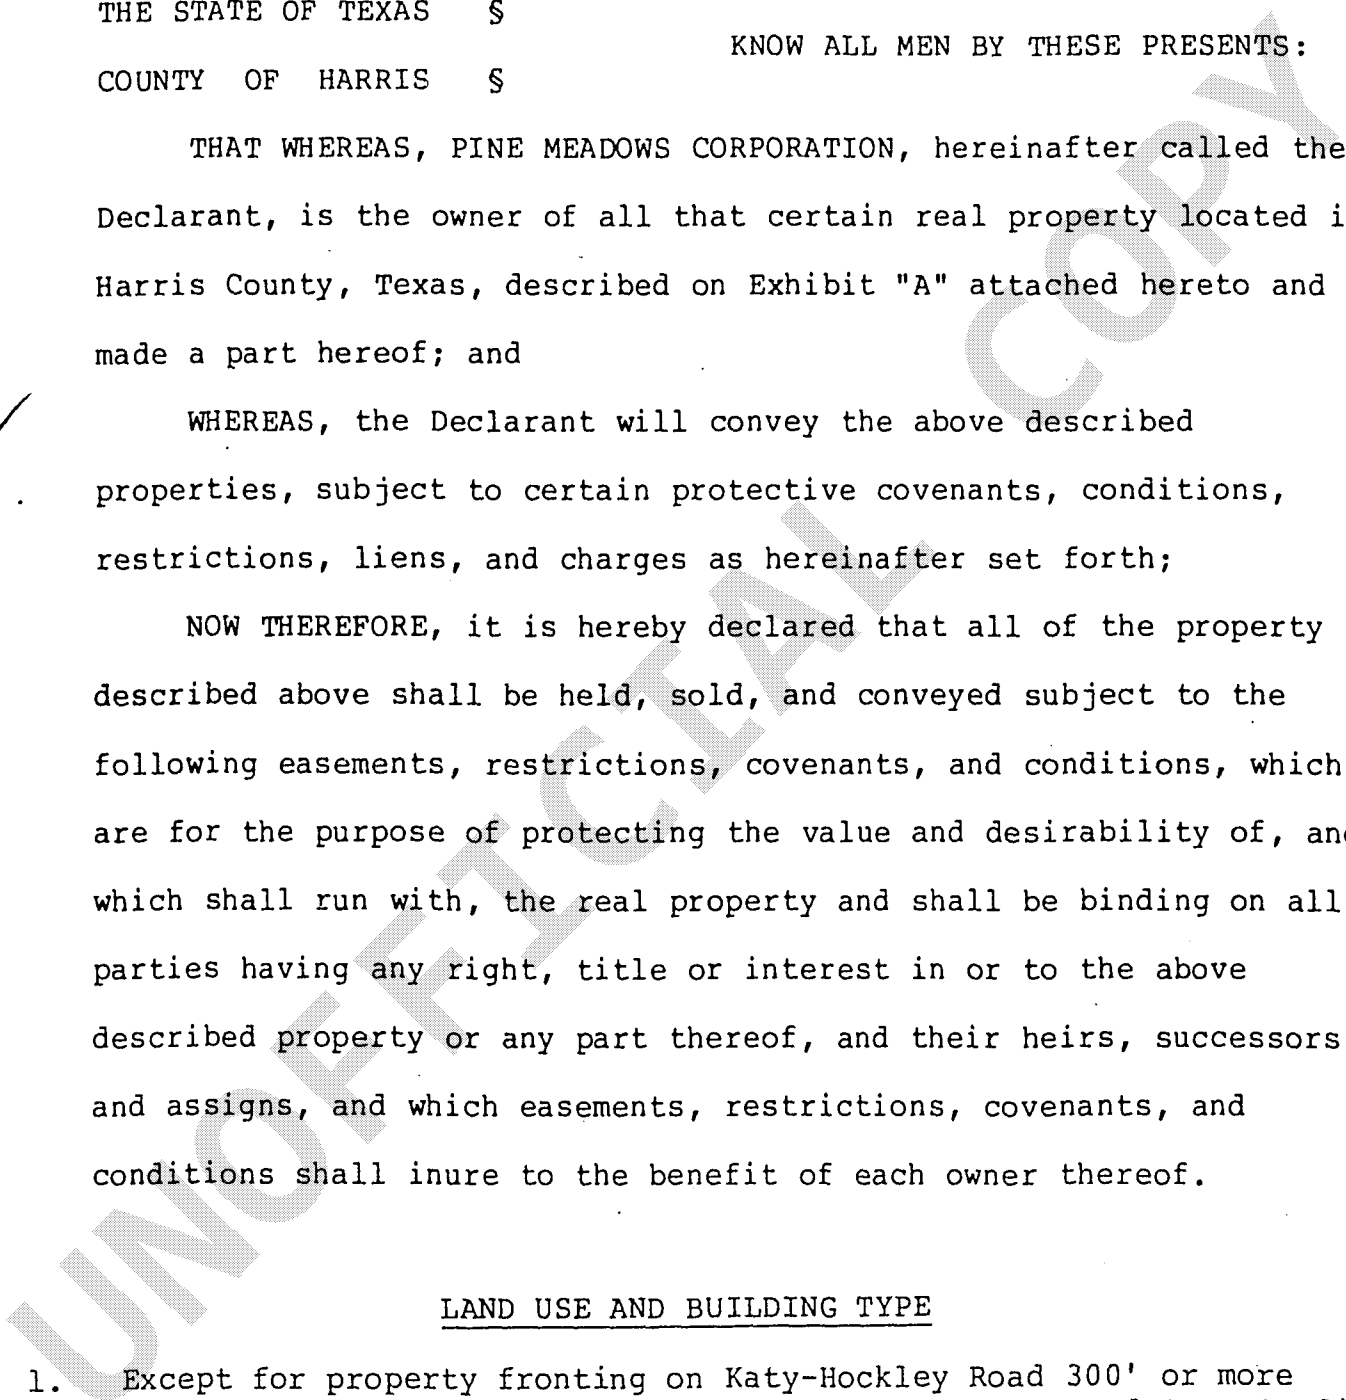 THE STATE OF TEXAS §
KNOW ALL MEN BY THESE PRESENTS:
COUNTY OF HARRIS §
THAT WHEREAS, PINE MEADOWS CORPORATION, hereinafter called the
Declarant, is the owner of all that certain real property located i
Harris County, Texas, described on Exhibit "A" attached hereto and
made a part hereof; and
WHEREAS, the Declarant will convey the above described
properties, subject to certain protective covenants, conditions,
restrictions, liens, and charges as hereinafter set forth;
NOW THEREFORE, it is hereby declared that all of the property
described above shall be held, sold, and conveyed subject to the
following easements, restrictions, covenants, and conditions, which
are for the purpose of protecting the value and desirability of, an
which shall run with, the real property and shall be binding on all
parties having any right, title or interest in or to the above
described property or any part thereof, and their heirs, successors
and assigns, and which easements, restrictions, covenants, and
conditions shall inure to the benefit of each owner thereof.
LAND USE AND BUILDING TYPE
1. Except for property fronting on Katy-Hockley Road 300' or more
UNOFFICIAL COPY